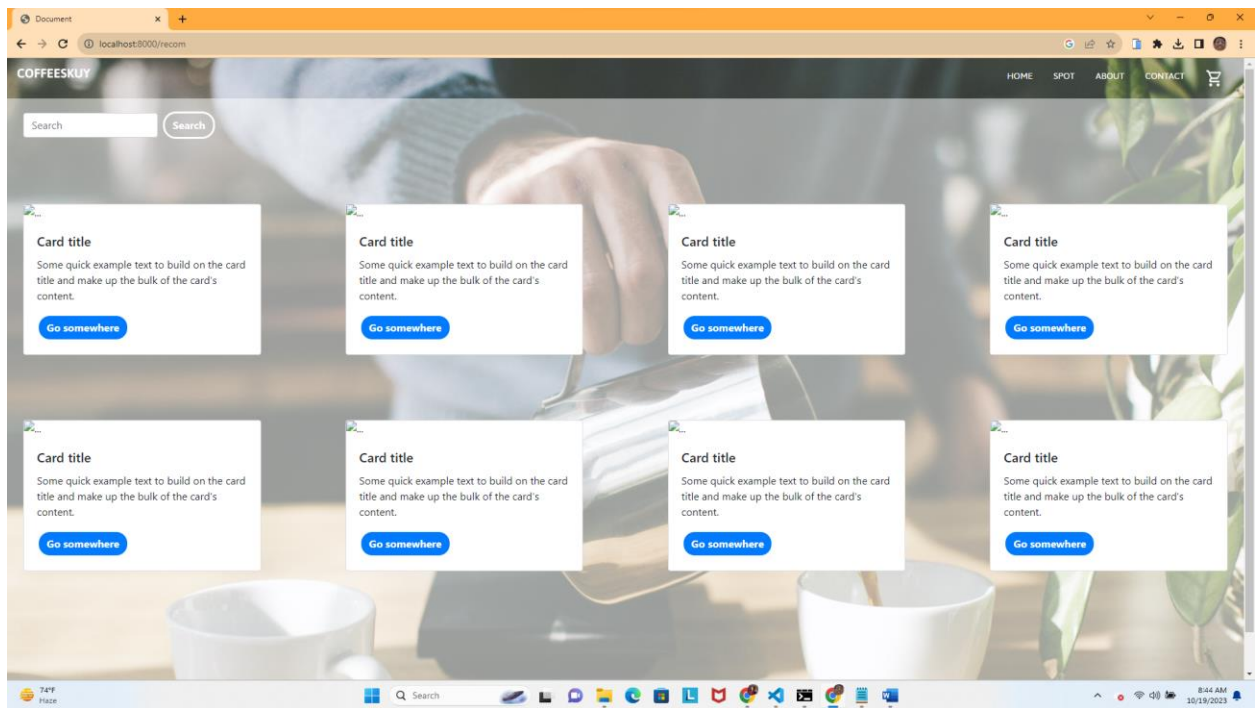 Document
localhost:8000/recom
COFFEESKUY
HOME SPOT ABOUT CONTACT
Search Search
... ... ... ...
Card title Card title Card title Card title
Some quick example text to build on the card Some quick example text to build on the card Some quick example text to build on the card Some quick example text to build on the card
title and make up the bulk of the card's title and make up the bulk of the card's title and make up the bulk of the card's title and make up the bulk of the card's
content. content. content. content.
Go somewhere Go somewhere Go somewhere Go somewhere
... ... ... ...
Card title Card title Card title Card title
Some quick example text to build on the card Some quick example text to build on the card Some quick example text to build on the card Some quick example text to build on the card
title and make up the bulk of the card's title and make up the bulk of the card's title and make up the bulk of the card's title and make up the bulk of the card's
content. content. content. content.
Go somewhere Go somewhere Go somewhere Go somewhere
74°F
Haze
Search
8:44 AM
10/19/2023